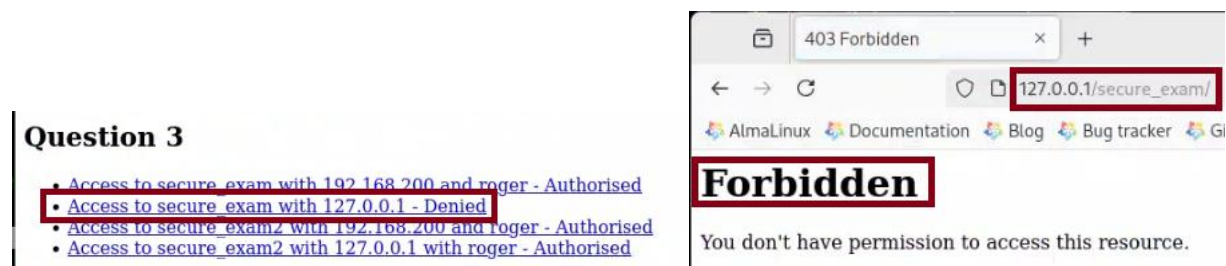 Question 3
Access to secure_exam with 192.168.200 and roger - Authorised
Access to secure_exam with 127.0.0.1 - Denied
Access to secure_exam2 with 192.168.200 and roger - Authorised
Access to secure_exam2 with 127.0.0.1 with roger - Authorised
403 Forbidden
127.0.0.1/secure_exam/
AlmaLinux Documentation Blog Bug tracker Gi
Forbidden
You don't have permission to access this resource.